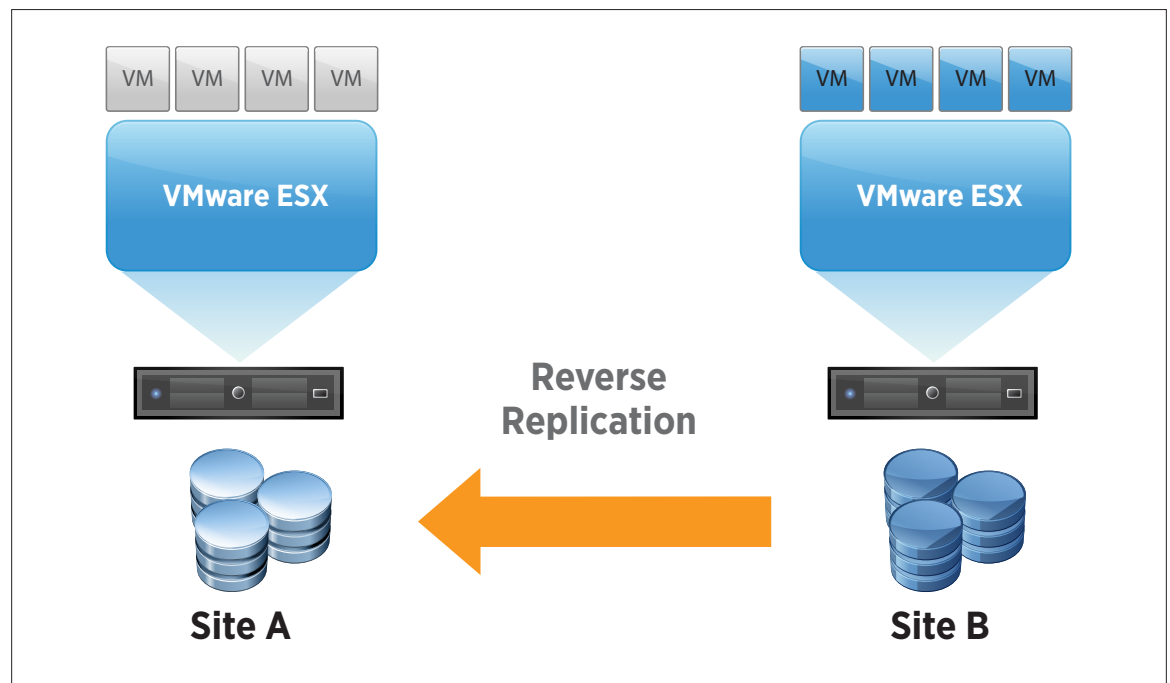 VM VM VM VM
VM VM VM VM
VMware ESX
VMware ESX
Reverse
Replication
Site A
Site B